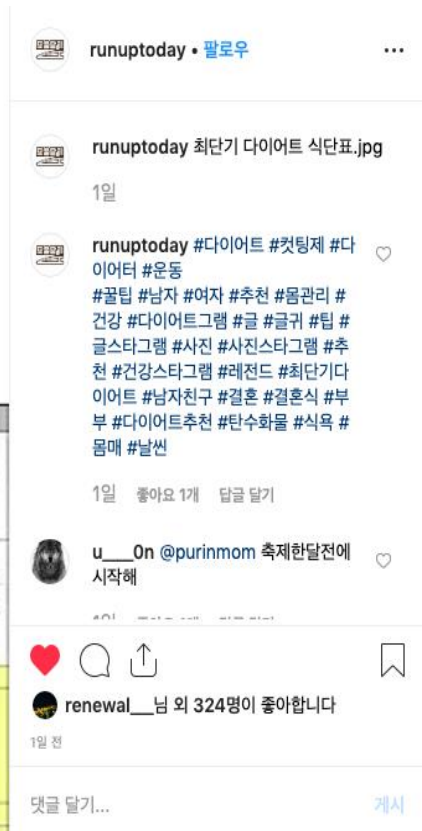 runuptoday • 팔로우
runuptoday 최단기 다이어트 식단표.jpg
1일
runuptoday #다이어트 #컷팅제 #다
이어터 #운동
#꿀팁 #남자 #여자 #추천 #몸관리 #
건강 #다이어트그램 #글 #글귀 #팁 #
글스타그램 #사진 #사진스타그램 #추
천 #건강스타그램 #레전드 #최단기다
이어트 #남자친구 #결혼 #결혼식 #부
부 #다이어트추천 #탄수화물 #식욕 #
몸매 #날씬
1일 좋아요 1개 답글 달기
u___0n @purinmom 축제한달전에
시작해
renewal__님 외 324명이 좋아합니다
1일 전
댓글 달기...
게시